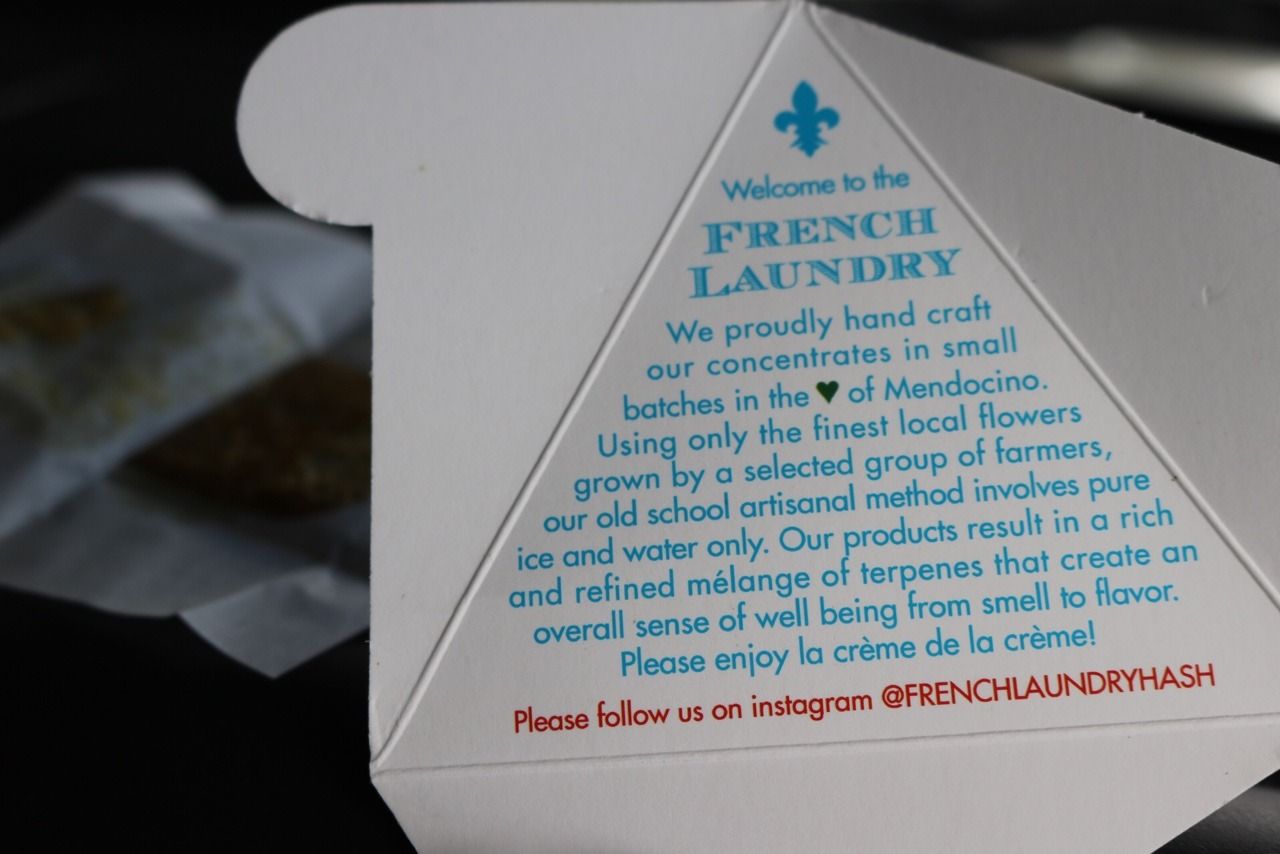 Welcome to the
FRENCH
LAUNDRY
We proudly hand craft
our concentrates in small
batches in the ♥ of Mendocino.
Using only the finest local flowers
grown by a selected group of farmers,
our old school artisanal method involves pure
ice and water only. Our products result in a rich
and refined mélange of terpenes that create an
overall sense of well being from smell to flavor.
Please enjoy la crème de la crème!
Please follow us on instagram @FRENCHLAUNDRYHASH